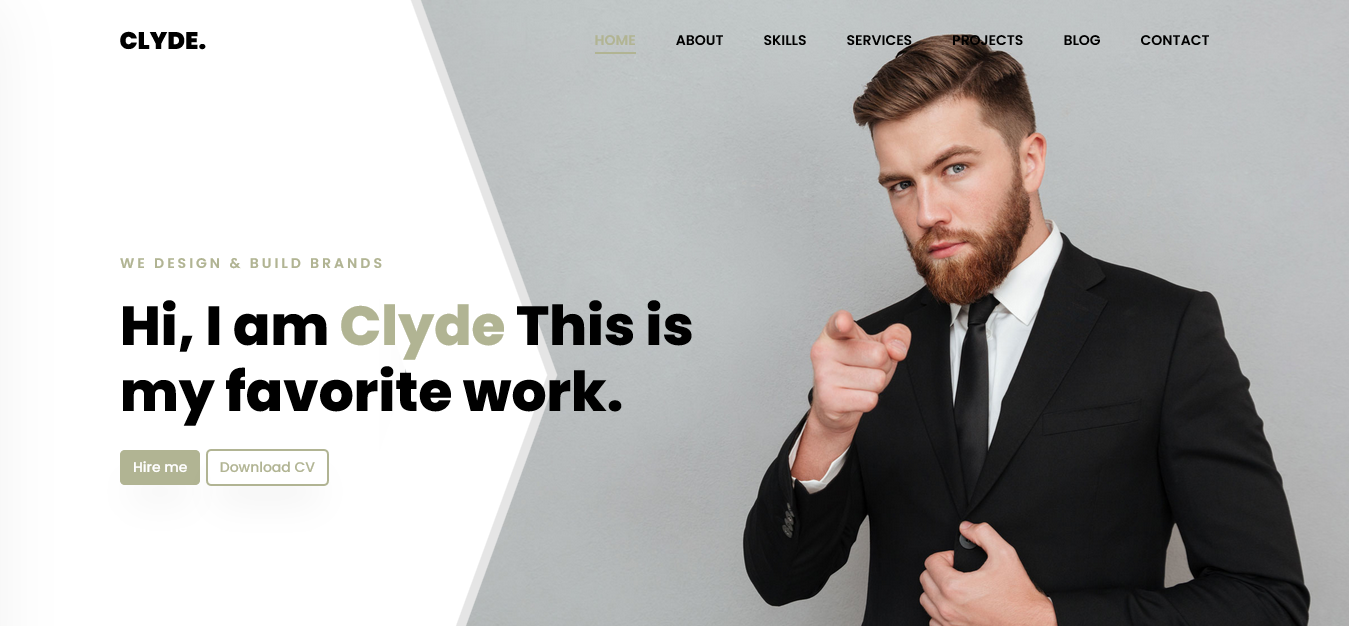 CLYDE.
HOME ABOUT SKILLS SERVICES PROJECTS BLOG CONTACT
WE DESIGN & BUILD BRANDS
Hi, I am Clyde This is
my favorite work.
Hire me Download CV